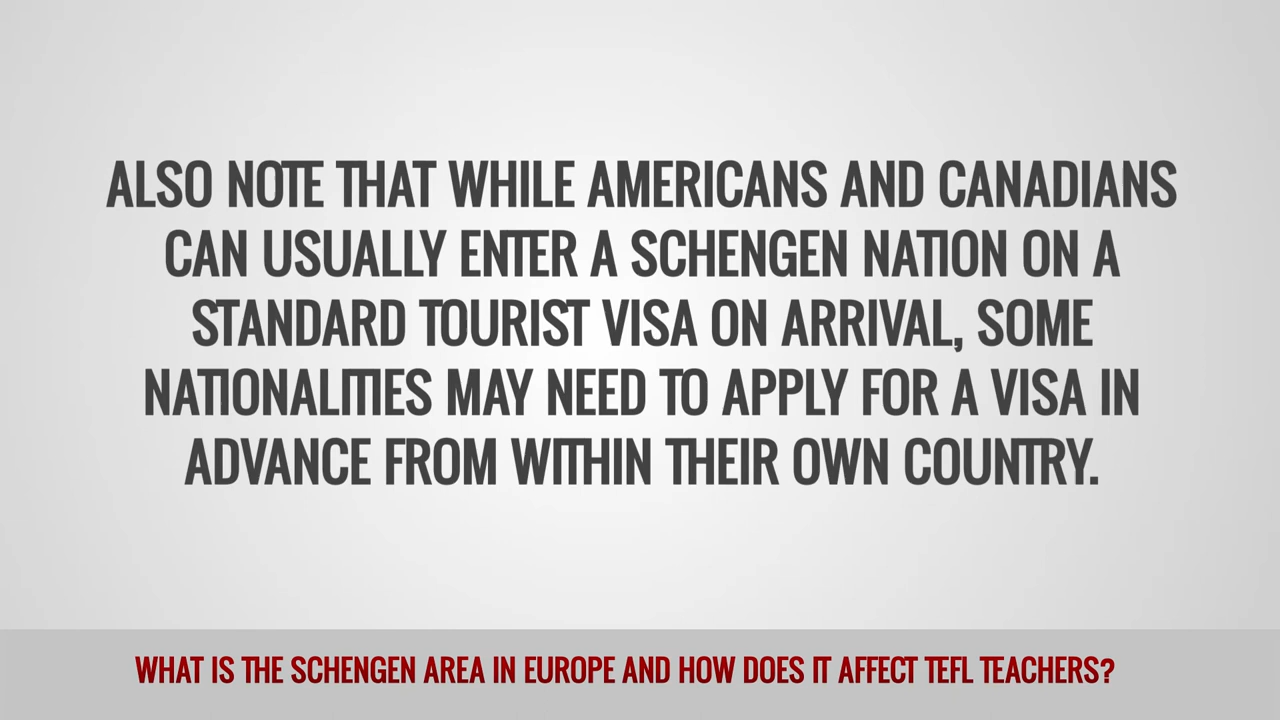 ALSO NOTE THAT WHILE AMERICANS AND CANADIANS
CAN USUALLY ENTER A SCHENGEN NATION ON A
STANDARD TOURIST VISA ON ARRIVAL, SOME
NATIONALITIES MAY NEED TO APPLY FOR A VISA IN
ADVANCE FROM WITHIN THEIR OWN COUNTRY.
WHAT IS THE SCHENGEN AREA IN EUROPE AND HOW DOES IT AFFECT TEFL TEACHERS?